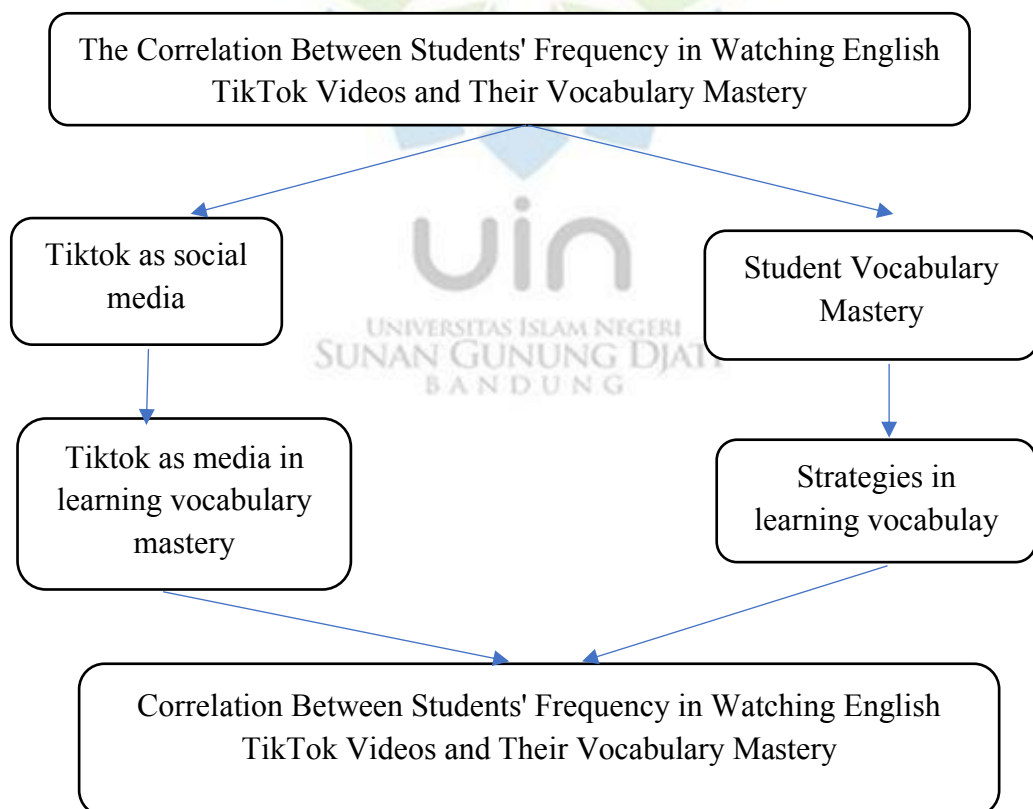 The Correlation Between Students' Frequency in Watching English
TikTok Videos and Their Vocabulary Mastery
Tiktok as social
media
Student Vocabulary
Mastery
uin
UNIVERSITAS ISLAM NEGERI
SUNAN GUNUNG DJATI
BANDUNG
Tiktok as media in
learning vocabulary
mastery
Strategies in
learning vocabulay
Correlation Between Students' Frequency in Watching English
TikTok Videos and Their Vocabulary Mastery